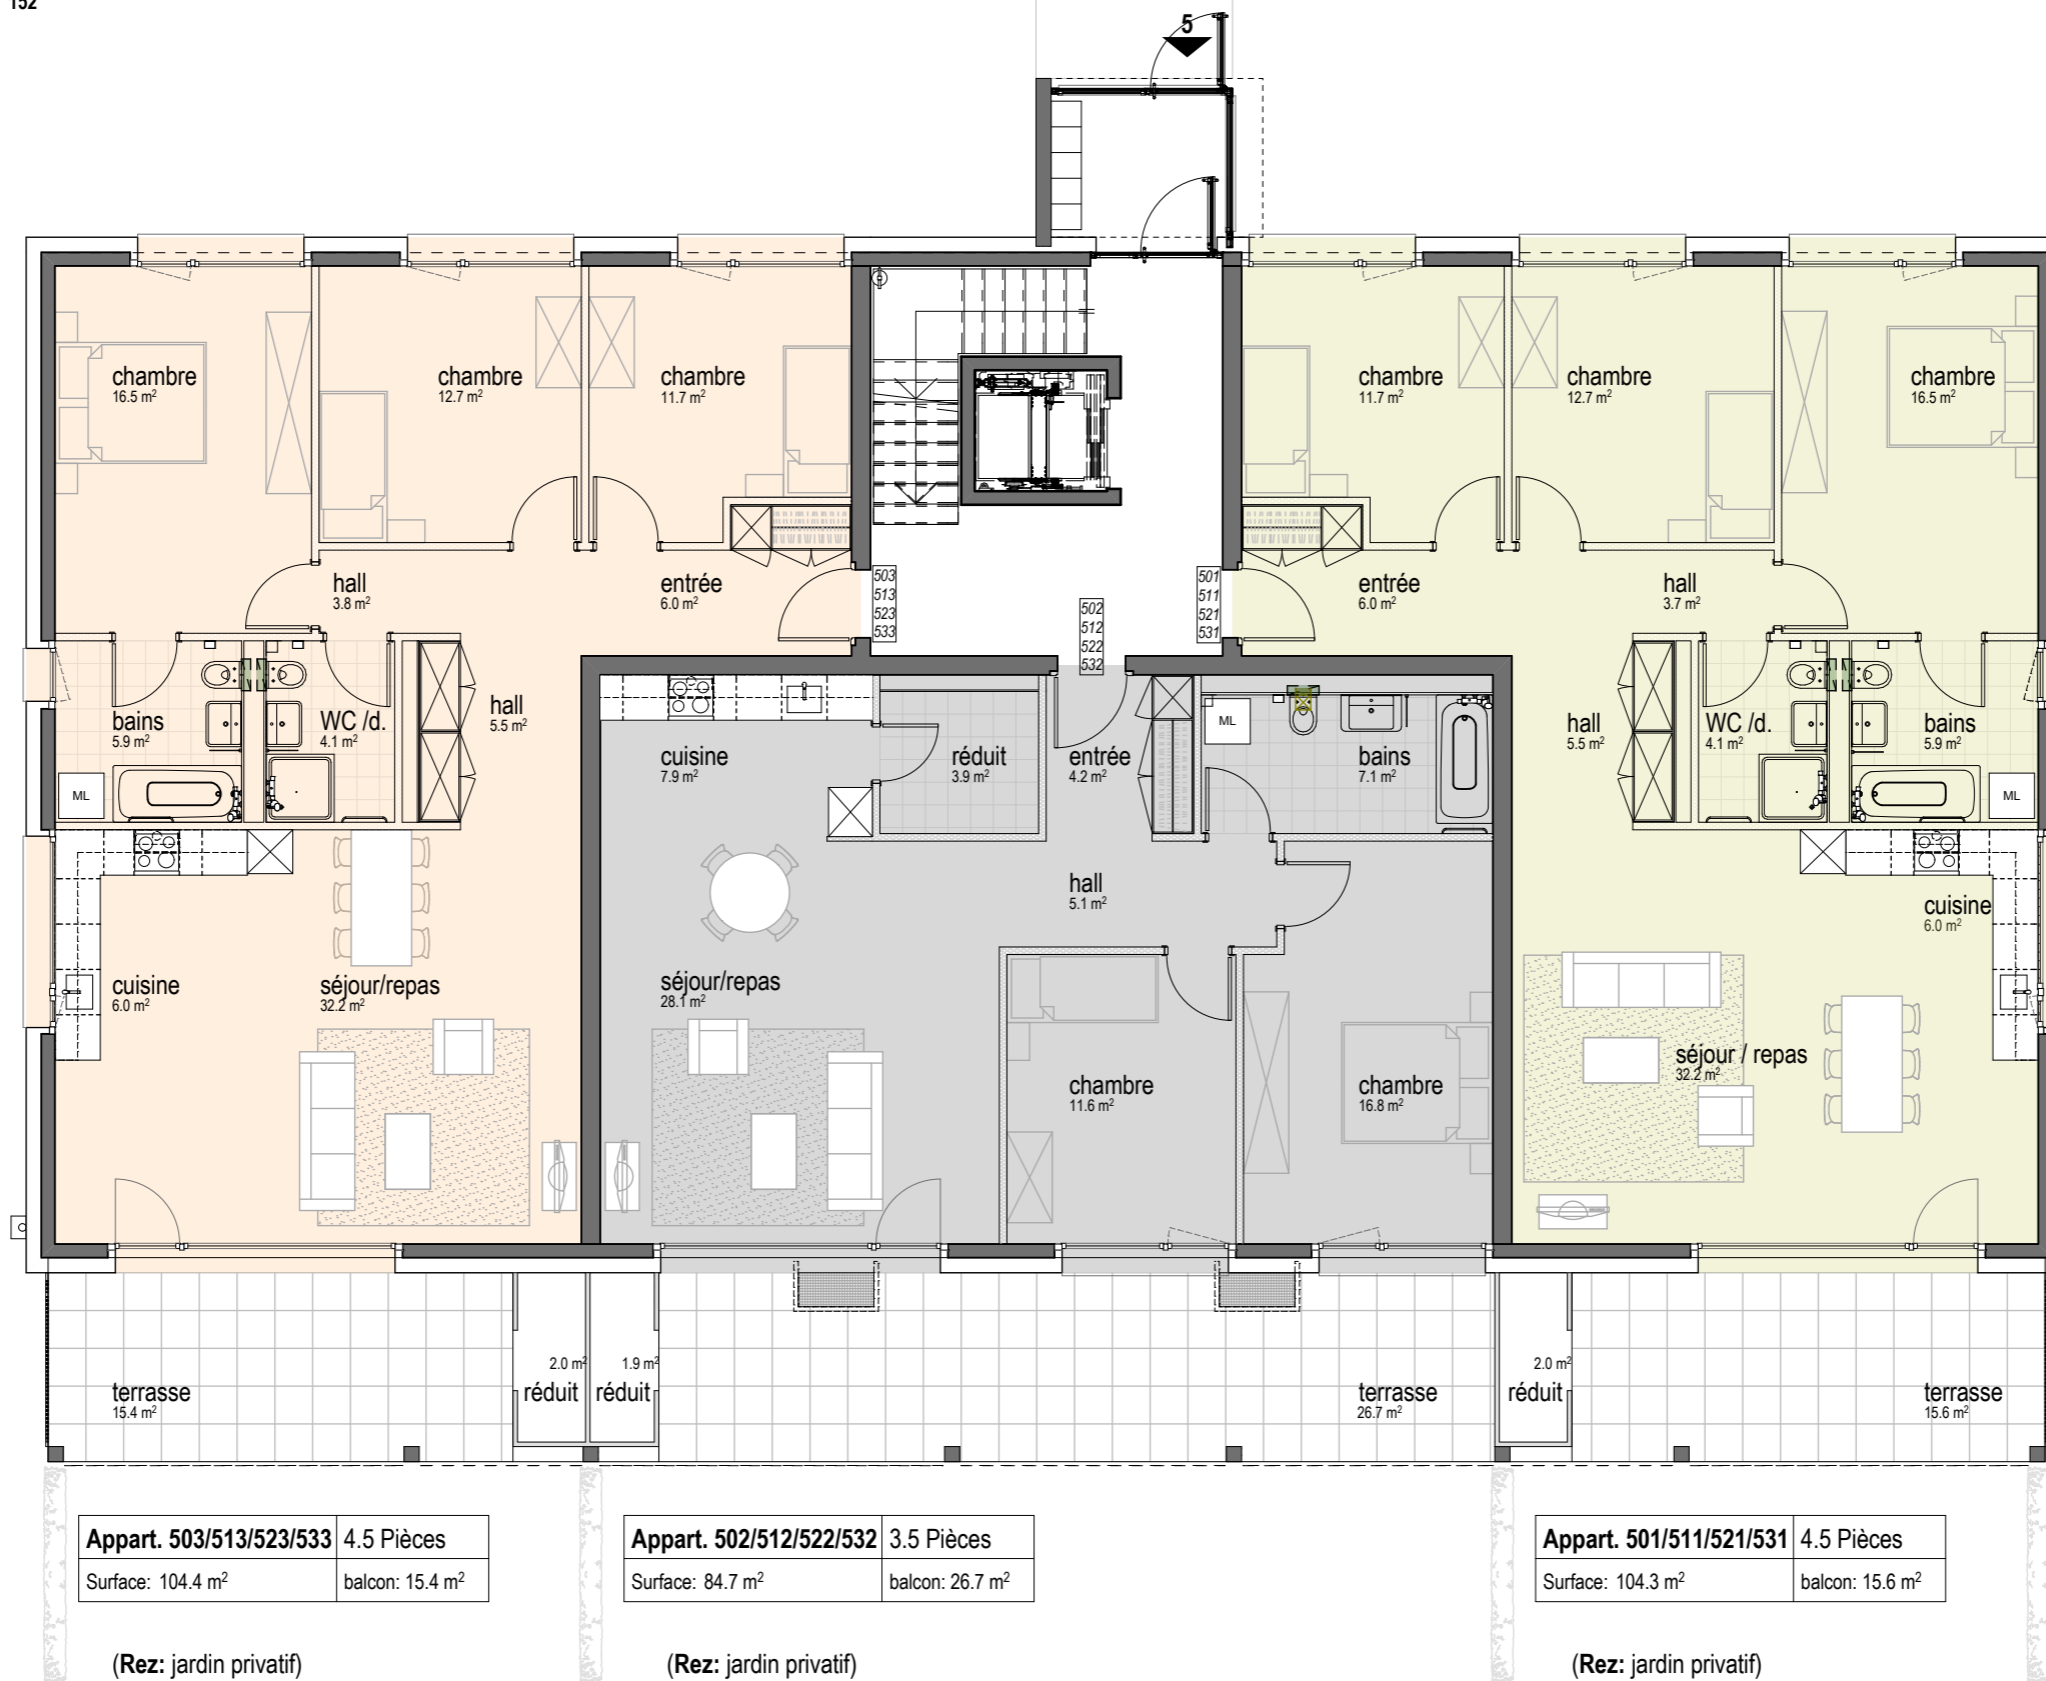 152
5
chambre
16.5 m²
chambre
12.7 m²
chambre
11.7 m²
chambre
11.7 m²
chambre
12.7 m²
chambre
16.5 m²
hall
3.8 m²
entrée
6.0 m²
503
513
523
533
502
512
522
532
501
511
521
531
entrée
6.0 m²
hall
3.7 m²
bains
5.9 m²
WC /d.
4.1 m²
hall
5.5 m²
ML
cuisine
7.9 m²
réduit
3.9 m²
entrée
4.2 m²
ML
bains
7.1 m²
hall
5.5 m²
WC /d.
4.1 m²
bains
5.9 m²
ML
hall
5.1 m²
cuisine
6.0 m²
cuisine
6.0 m²
séjour/repas
32.2 m²
séjour/repas
28.1 m²
chambre
11.6 m²
chambre
16.8 m²
séjour / repas
32.2 m²
terrasse
15.4 m²
2.0 m²
réduit
1.9 m²
réduit
terrasse
26.7 m²
2.0 m²
réduit
terrasse
15.6 m²
Appart. 503/513/523/533 4.5 Pièces
Surface: 104.4 m² balcon: 15.4 m²
(Rez: jardin privatif)
Appart. 502/512/522/532 3.5 Pièces
Surface: 84.7 m² balcon: 26.7 m²
(Rez: jardin privatif)
Appart. 501/511/521/531 4.5 Pièces
Surface: 104.3 m² balcon: 15.6 m²
(Rez: jardin privatif)